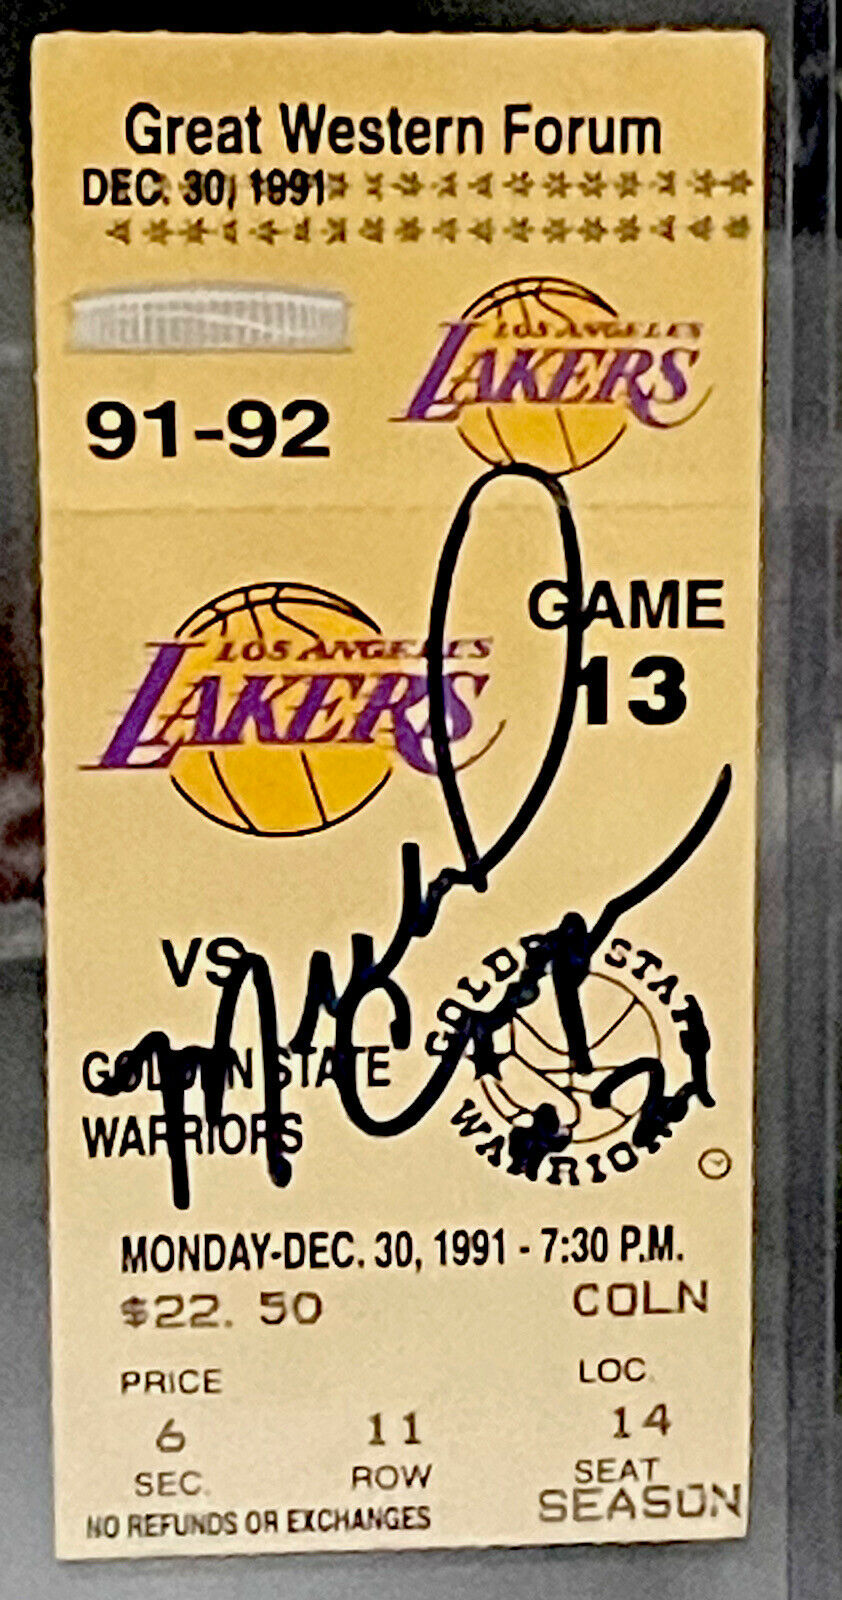 Great Western Forum
DEC. 30, 1991
LOS ANGELES
LAKERS
91-92
GAME
13
LOS ANGELES
LAKERS
VS
GOLDEN STATE
WARRIORS
GOLDEN STATE
WARRIORS
MONDAY-DEC. 30, 1991 - 7:30 P.M.
$22.50 COLN
PRICE LOC.
6 11 14
SEC. ROW SEAT
SEASON
NO REFUNDS OR EXCHANGES